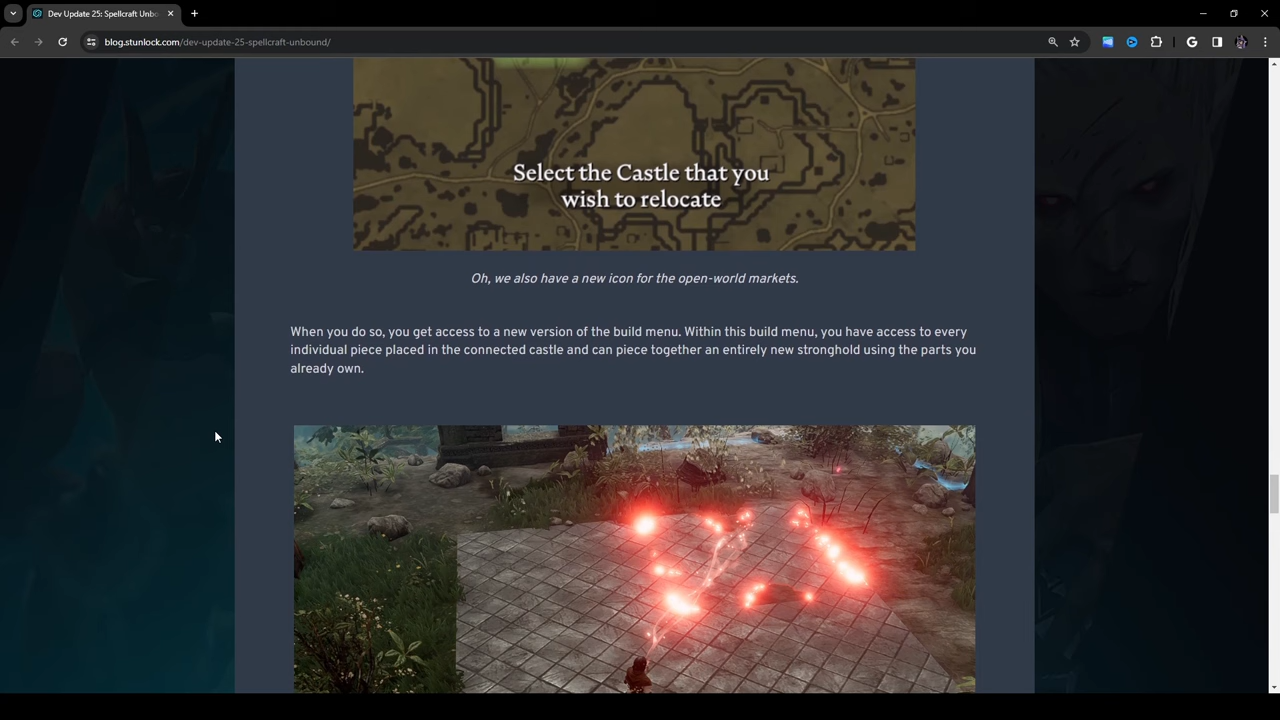 Dev Update 25: Spellcraft Unbo
blog.stunlock.com/dev-update-25-spellcraft-unbound/
Select the Castle that you
wish to relocate
Oh, we also have a new icon for the open-world markets.
When you do so, you get access to a new version of the build menu. Within this build menu, you have access to every
individual piece placed in the connected castle and can piece together an entirely new stronghold using the parts you
already own.